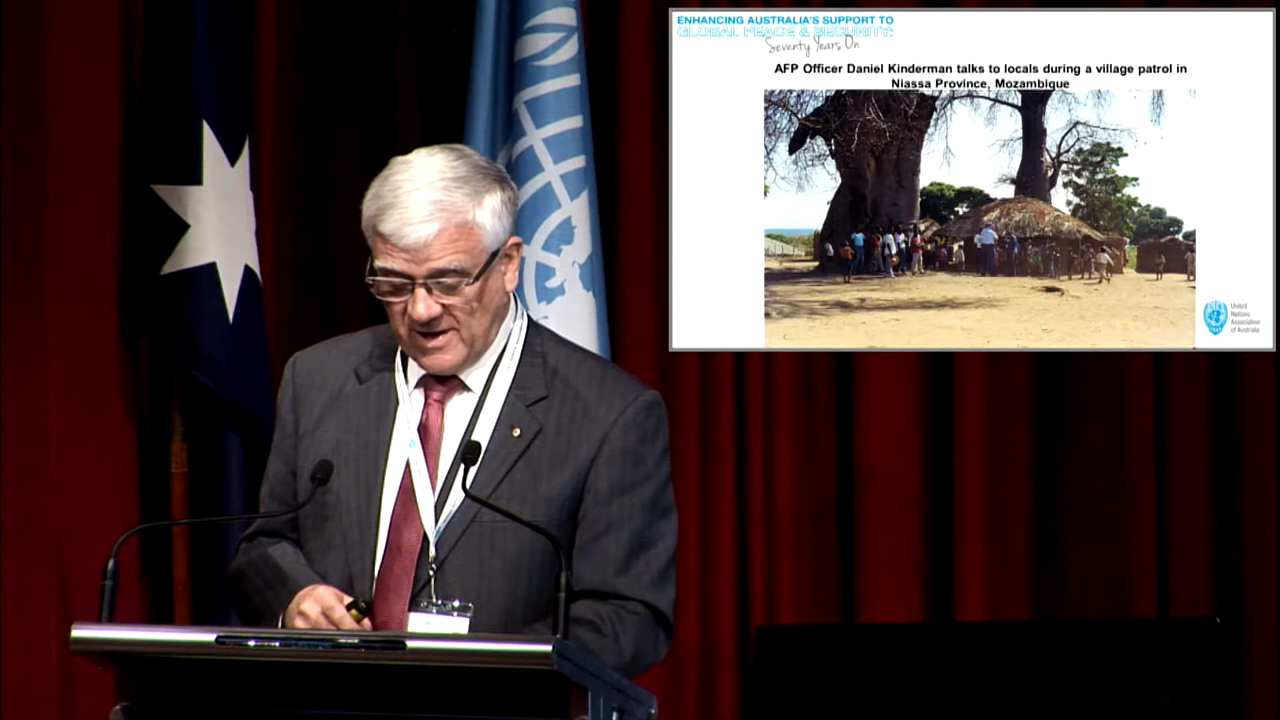 ENHANCING AUSTRALIA'S SUPPORT TO
GLOBAL PEACE & SECURITY:
Seventy Years On
AFP Officer Daniel Kinderman talks to locals during a village patrol in
Niassa Province, Mozambique
United
Nations
Association
of Australia